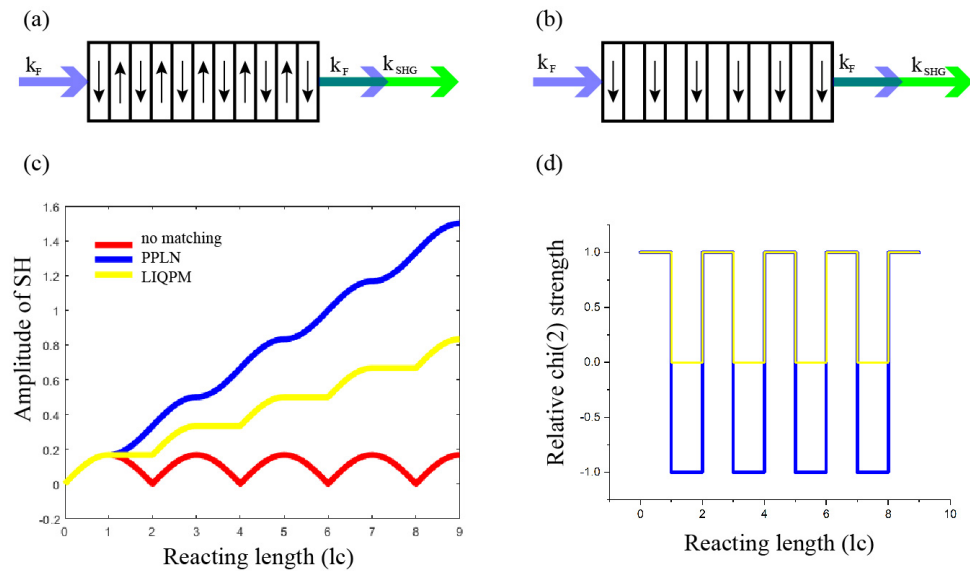 (a)
(b)
k_F
k_F
k_SHG
k_F
k_F
k_SHG
(c)
(d)
1.6
1.4
1.2
1
0.8
0.6
0.4
0.2
0
-0.2
Amplitude of SH
no matching
PPLN
LIQPM
0 1 2 3 4 5 6 7 8 9
Reacting length (lc)
1.0
0.5
0.0
-0.5
-1.0
Relative chi(2) strength
0 2 4 6 8 10
Reacting length (lc)